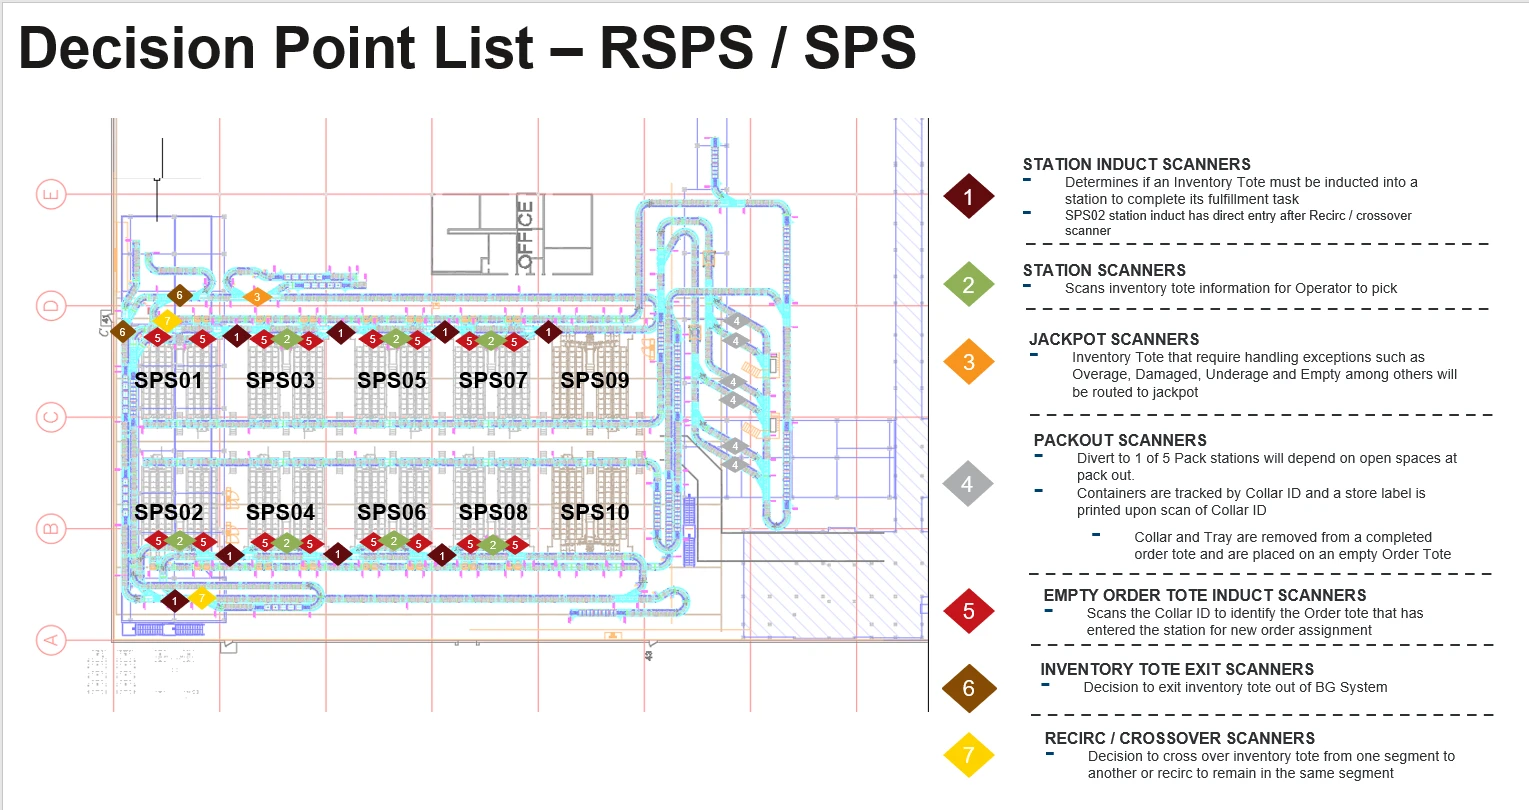 Decision Point List – RSPS / SPS
E
D
C
B
A
OFFICE
6
3
7
6
5
5
1
5
2
5
1
5
2
5
1
5
2
5
1
SPS01
SPS03
SPS05
SPS07
SPS09
4
4
4
4
4
4
SPS02
SPS04
SPS06
SPS08
SPS10
5
2
5
5
2
5
5
2
5
5
2
5
1
1
1
1
7
43
1
STATION INDUCT SCANNERS
- Determines if an Inventory Tote must be inducted into a
station to complete its fulfillment task
- SPS02 station induct has direct entry after Recirc / crossover
scanner
2
STATION SCANNERS
- Scans inventory tote information for Operator to pick
3
JACKPOT SCANNERS
- Inventory Tote that require handling exceptions such as
Overage, Damaged, Underage and Empty among others will
be routed to jackpot
4
PACKOUT SCANNERS
- Divert to 1 of 5 Pack stations will depend on open spaces at
pack out.
- Containers are tracked by Collar ID and a store label is
printed upon scan of Collar ID
- Collar and Tray are removed from a completed
order tote and are placed on an empty Order Tote
5
EMPTY ORDER TOTE INDUCT SCANNERS
- Scans the Collar ID to identify the Order tote that has
entered the station for new order assignment
6
INVENTORY TOTE EXIT SCANNERS
- Decision to exit inventory tote out of BG System
7
RECIRC / CROSSOVER SCANNERS
- Decision to cross over inventory tote from one segment to
another or recirc to remain in the same segment